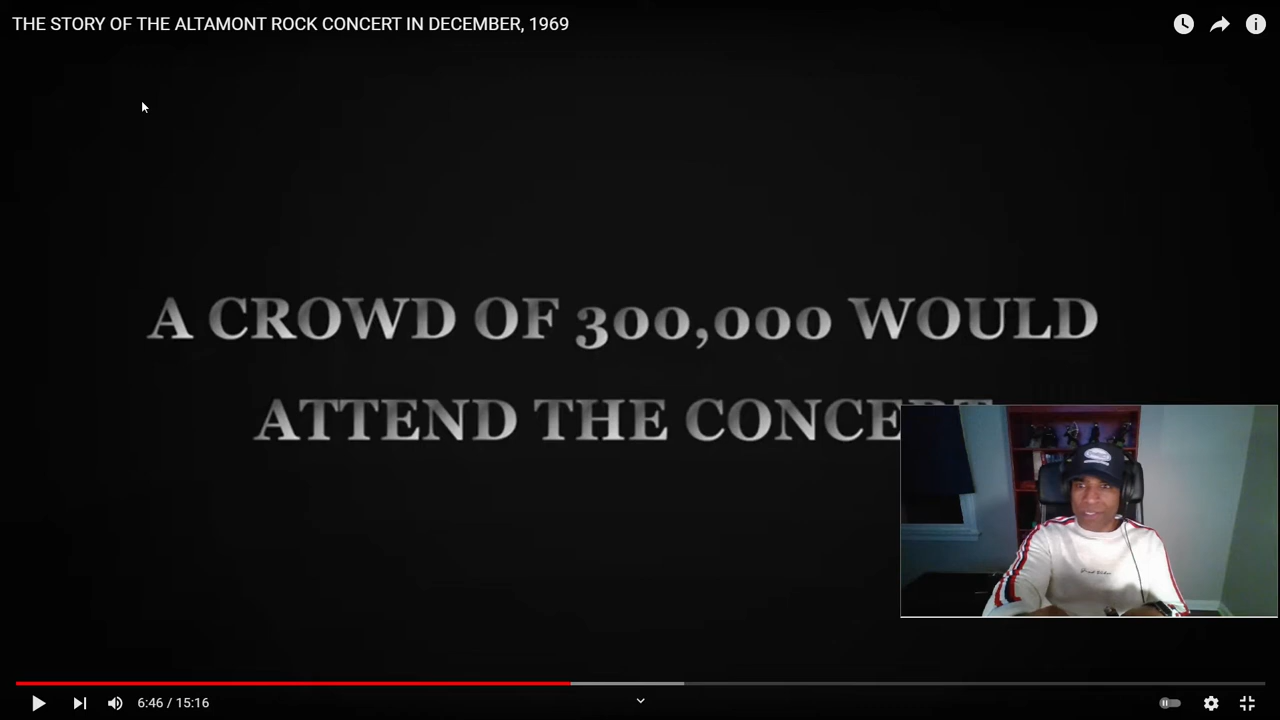 THE STORY OF THE ALTAMONT ROCK CONCERT IN DECEMBER, 1969
A CROWD OF 300,000 WOULD
ATTEND THE CONCERT
6:46 / 15:16